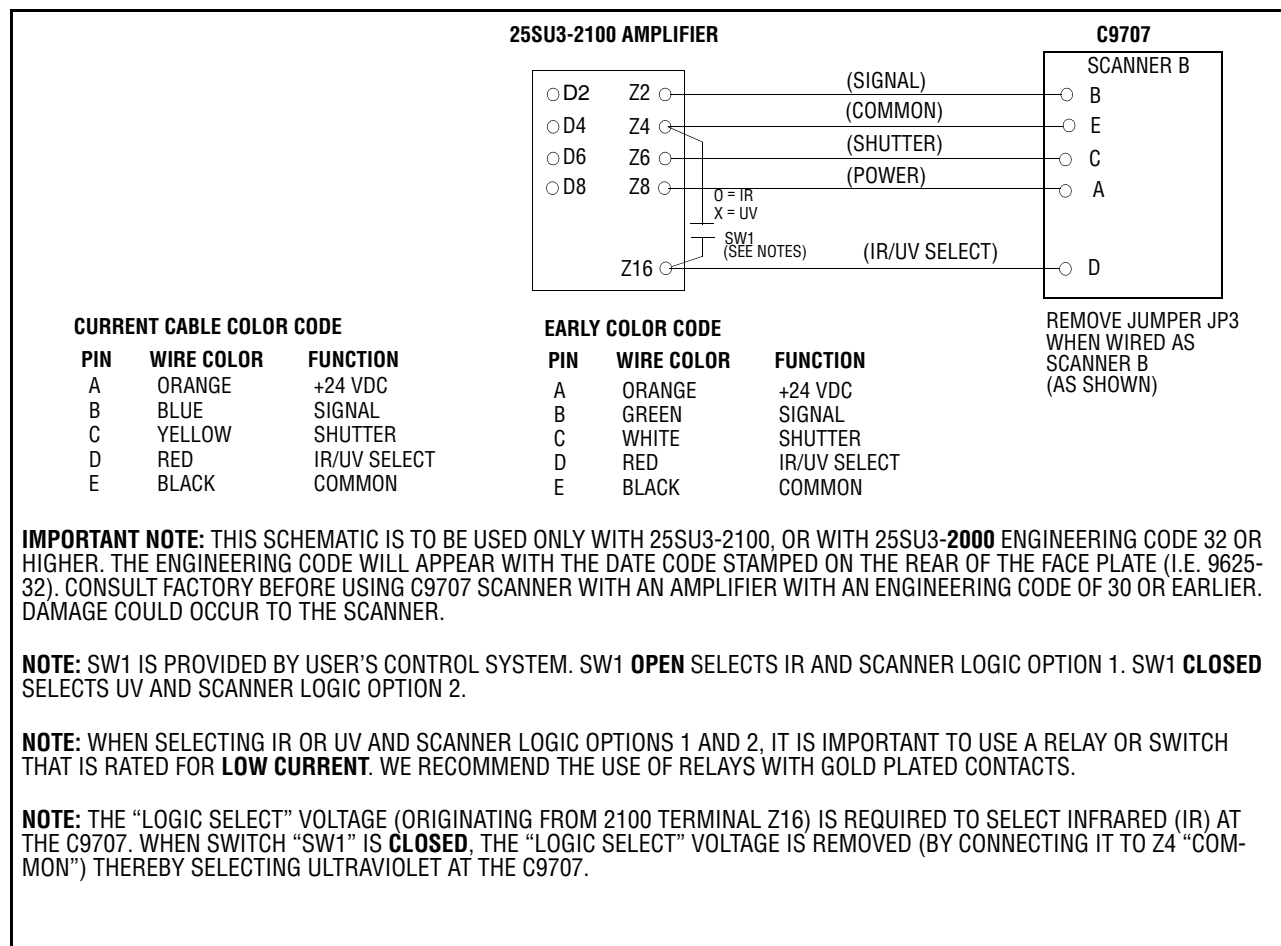 25SU3-2100 AMPLIFIER
C9707
SCANNER B
D2 Z2 (SIGNAL) B
D4 Z4 (COMMON) E
D6 Z6 (SHUTTER) C
D8 Z8 (POWER) A
O = IR
X = UV
SW1
(SEE NOTES)
Z16 (IR/UV SELECT) D
REMOVE JUMPER JP3
WHEN WIRED AS
SCANNER B
(AS SHOWN)
CURRENT CABLE COLOR CODE
PIN WIRE COLOR FUNCTION
A ORANGE +24 VDC
B BLUE SIGNAL
C YELLOW SHUTTER
D RED IR/UV SELECT
E BLACK COMMON
EARLY COLOR CODE
PIN WIRE COLOR FUNCTION
A ORANGE +24 VDC
B GREEN SIGNAL
C WHITE SHUTTER
D RED IR/UV SELECT
E BLACK COMMON
IMPORTANT NOTE: THIS SCHEMATIC IS TO BE USED ONLY WITH 25SU3-2100, OR WITH 25SU3-2000 ENGINEERING CODE 32 OR
HIGHER. THE ENGINEERING CODE WILL APPEAR WITH THE DATE CODE STAMPED ON THE REAR OF THE FACE PLATE (I.E. 9625-
32). CONSULT FACTORY BEFORE USING C9707 SCANNER WITH AN AMPLIFIER WITH AN ENGINEERING CODE OF 30 OR EARLIER.
DAMAGE COULD OCCUR TO THE SCANNER.
NOTE: SW1 IS PROVIDED BY USER'S CONTROL SYSTEM. SW1 OPEN SELECTS IR AND SCANNER LOGIC OPTION 1. SW1 CLOSED
SELECTS UV AND SCANNER LOGIC OPTION 2.
NOTE: WHEN SELECTING IR OR UV AND SCANNER LOGIC OPTIONS 1 AND 2, IT IS IMPORTANT TO USE A RELAY OR SWITCH
THAT IS RATED FOR LOW CURRENT. WE RECOMMEND THE USE OF RELAYS WITH GOLD PLATED CONTACTS.
NOTE: THE “LOGIC SELECT” VOLTAGE (ORIGINATING FROM 2100 TERMINAL Z16) IS REQUIRED TO SELECT INFRARED (IR) AT
THE C9707. WHEN SWITCH “SW1” IS CLOSED, THE “LOGIC SELECT” VOLTAGE IS REMOVED (BY CONNECTING IT TO Z4 “COM-
MON”) THEREBY SELECTING ULTRAVIOLET AT THE C9707.